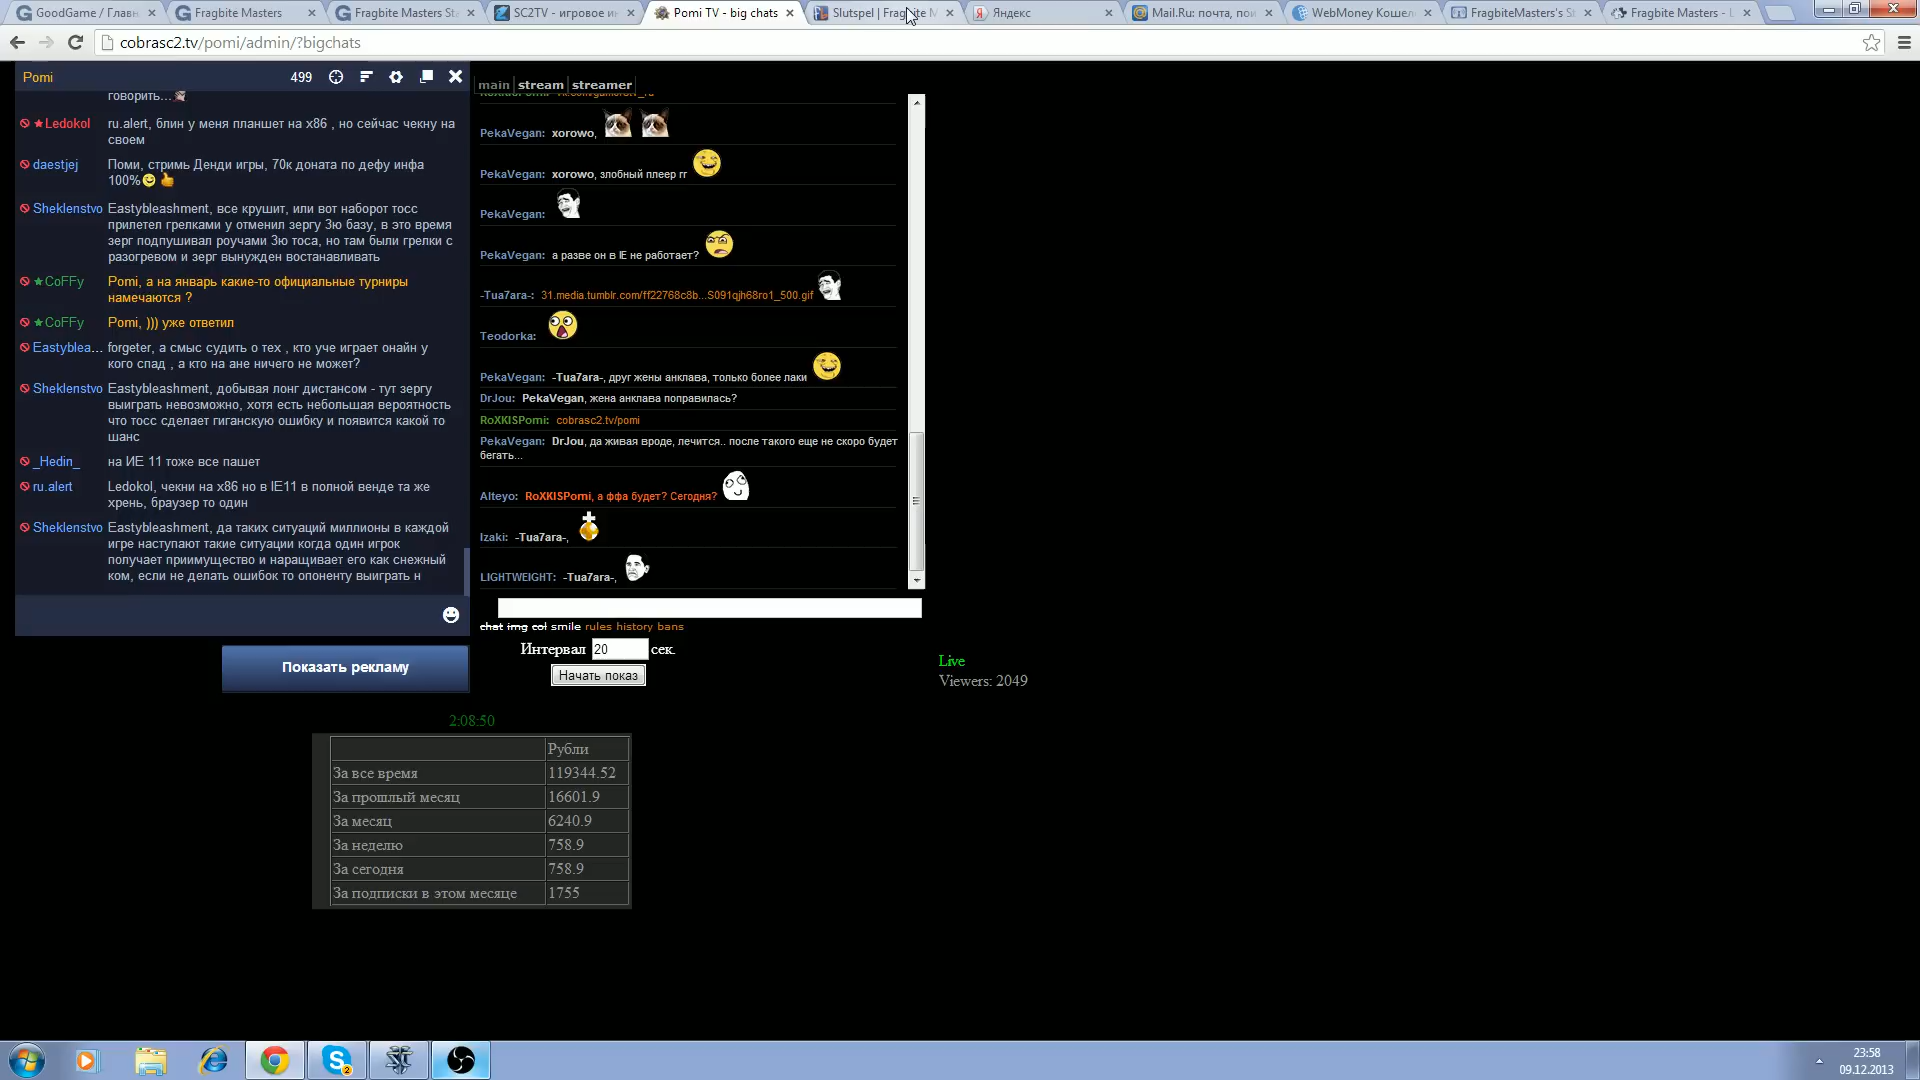 GoodGame / Главн
Fragbite Masters
Fragbite Masters St
SC2TV - игровое ин
Pomi TV - big chats
Slutspel | Fragbite M
Яндекс
Mail.Ru: почта, пои
WebMoney Кошеле
FragbiteMasters's St
Fragbite Masters - L
cobrasc2.tv/pomi/admin/?bigchats
Pomi 499
говорить...
Ledokol ru.alert, блин у меня планшет на x86 , но сейчас чекну на
своем
daestjej Поми, стримь Денди игры, 70к доната по дефу инфа
100%
Sheklenstvo Eastybleashment, все крушит, или вот наборот тосс
прилетел грелками у отменил зергу 3ю базу, в это время
зерг подпушивал роучами 3ю тоса, но там были грелки с
разогревом и зерг вынужден востанавливать
CoFFy Pomi, а на январь какие-то официальные турниры
намечаются ?
CoFFy Pomi, ))) уже ответил
Eastyblea... forgeter, а смыс судить о тех , кто уче играет онайн у
кого спад , а кто на ане ничего не может?
Sheklenstvo Eastybleashment, добывая лонг дистансом - тут зергу
выиграть невозможно, хотя есть небольшая вероятность
что тосс сделает гиганскую ошибку и появится какой то
шанс
_Hedin_ на ИЕ 11 тоже все пашет
ru.alert Ledokol, чекни на x86 но в IE11 в полной венде та же
хрень, браузер то один
Sheklenstvo Eastybleashment, да таких ситуаций миллионы в каждой
игре наступают такие ситуации когда один игрок
получает приимущество и наращивает его как снежный
ком, если не делать ошибок то опоненту выиграть н
Показать рекламу
main stream streamer
PekaVegan: xorowo,
PekaVegan: xorowo, злобный плеер гг
PekaVegan:
PekaVegan: а разве он в IE не работает?
-Tua7ara-: 31.media.tumblr.com/ff22768c8b...S091qjh68ro1_500.gif
Teodorka:
PekaVegan: -Tua7ara-, друг жены анклава, только более лаки
DrJou: PekaVegan, жена анклава поправилась?
RoXKISPomi: cobrasc2.tv/pomi
PekaVegan: DrJou, да живая вроде, лечится.. после такого еще не скоро будет
бегать...
Alteyo: RoXKISPomi, а ффа будет? Сегодня?
Izaki: -Tua7ara-,
LIGHTWEIGHT: -Tua7ara-,
chat img col smile rules history bans
Интервал 20 сек.
Начать показ
Live
Viewers: 2049
2:08:50
Рубли
За все время 119344.52
За прошлый месяц 16601.9
За месяц 6240.9
За неделю 758.9
За сегодня 758.9
За подписки в этом месяце 1755
2
23:58
09.12.2013